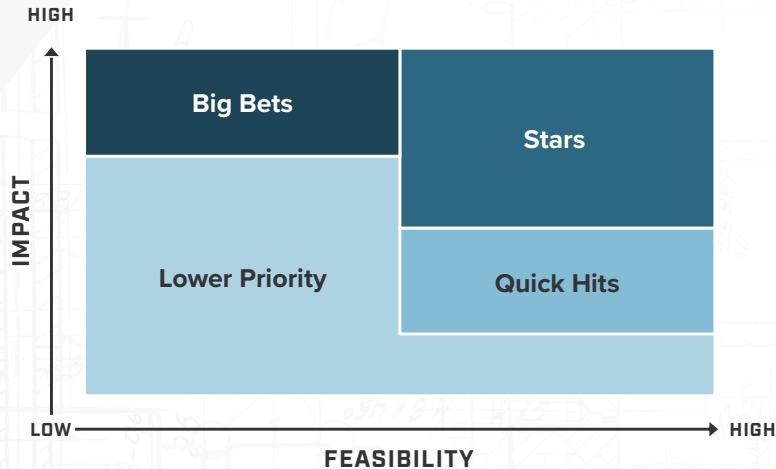 HIGH
Big Bets
Stars
IMPACT
Lower Priority
Quick Hits
LOW
HIGH
FEASIBILITY